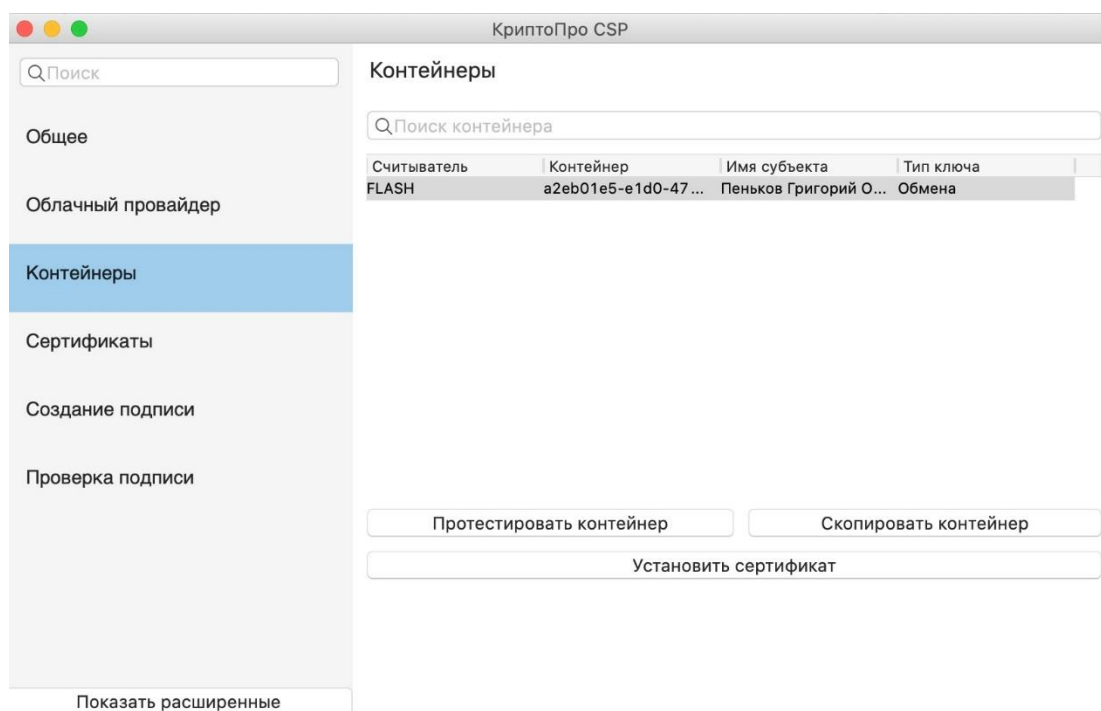 КриптоПро CSP
Поиск
Общее
Облачный провайдер
Контейнеры
Сертификаты
Создание подписи
Проверка подписи
Показать расширенные
Контейнеры
Поиск контейнера
Считыватель Контейнер Имя субъекта Тип ключа
FLASH a2eb01e5-e1d0-47... Пеньков Григорий О... Обмена
Протестировать контейнер Скопировать контейнер
Установить сертификат